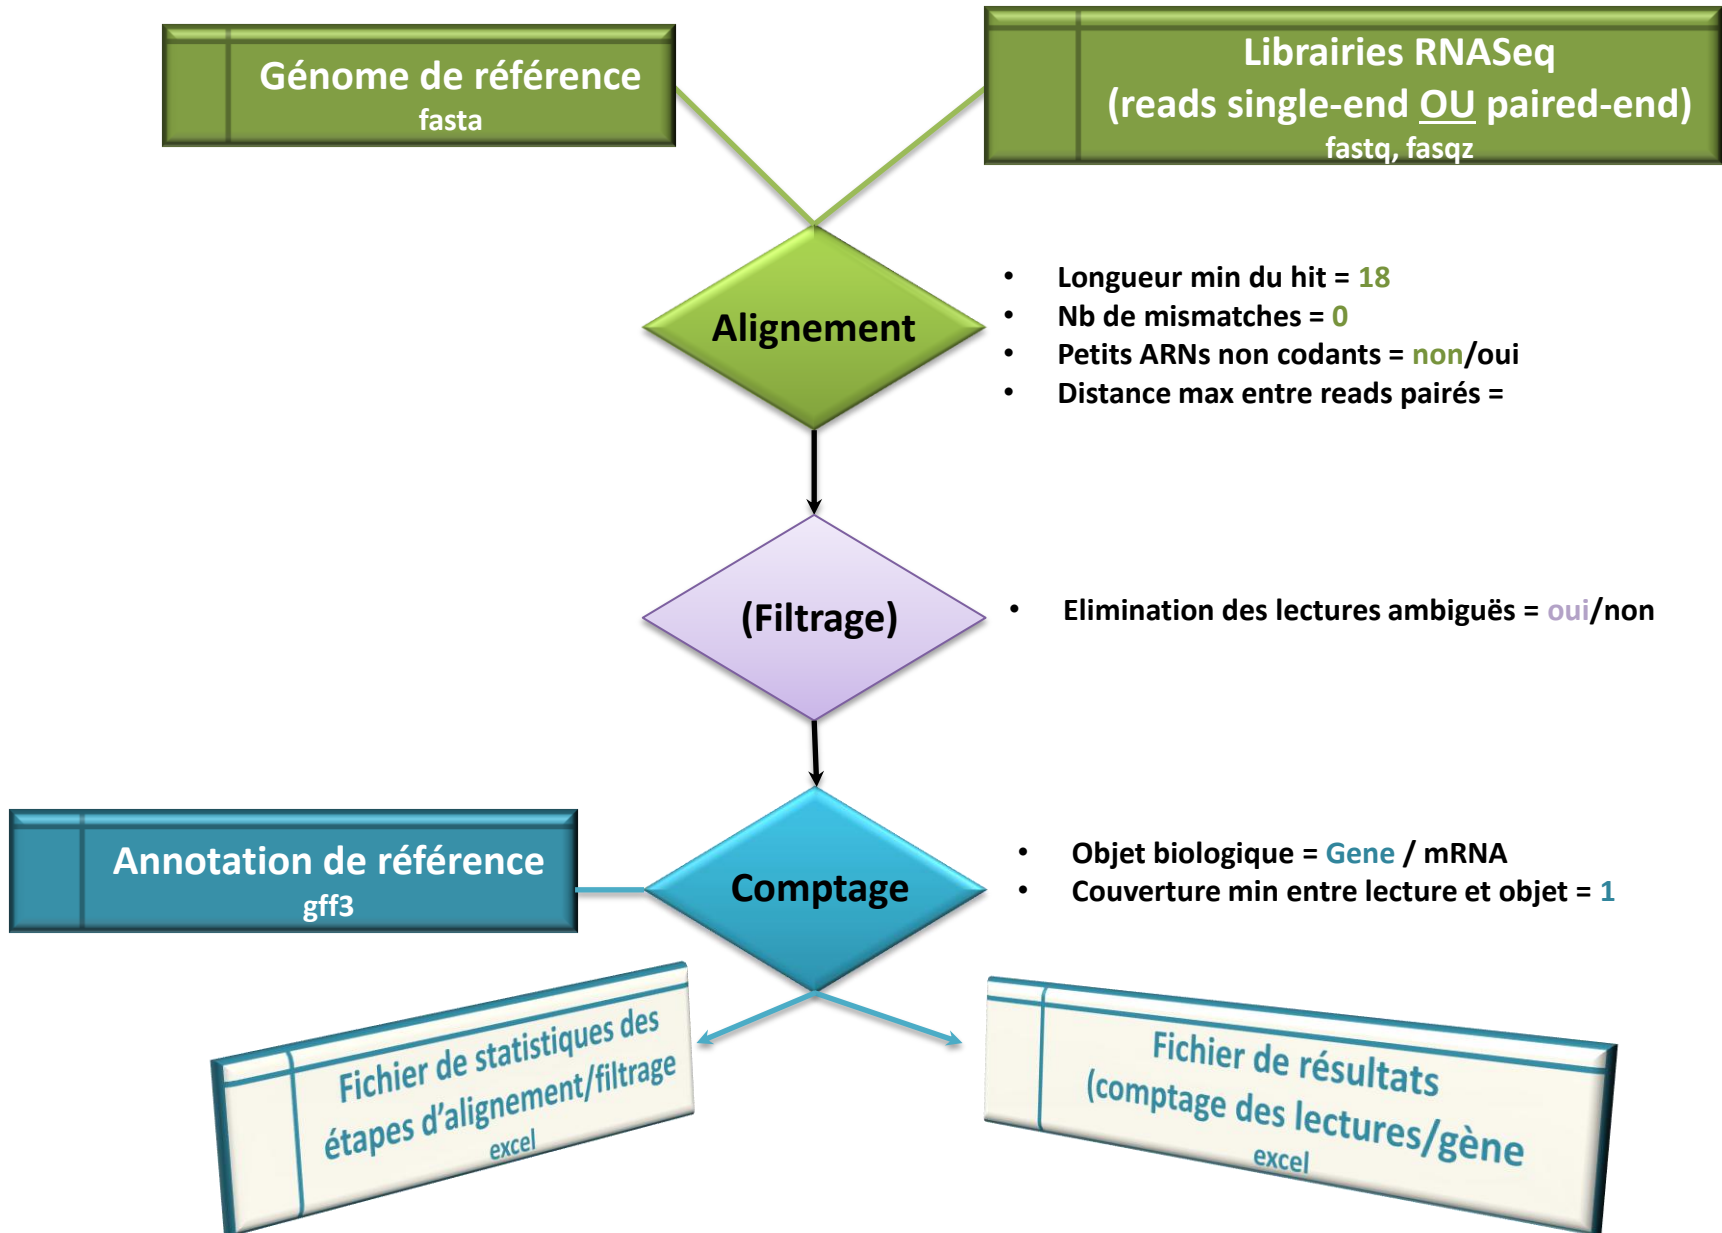 Génome de référence
fasta
Librairies RNASeq
(reads single-end OU paired-end)
fastq, fasqz
Alignement
• Longueur min du hit = 18
• Nb de mismatches = 0
• Petits ARNs non codants = non/oui
• Distance max entre reads pairés =
(Filtrage)
• Elimination des lectures ambiguës = oui/non
Annotation de référence
gff3
Comptage
• Objet biologique = Gene / mRNA
• Couverture min entre lecture et objet = 1
Fichier de statistiques des
étapes d’alignement/filtrage
excel
Fichier de résultats
(comptage des lectures/gène
excel